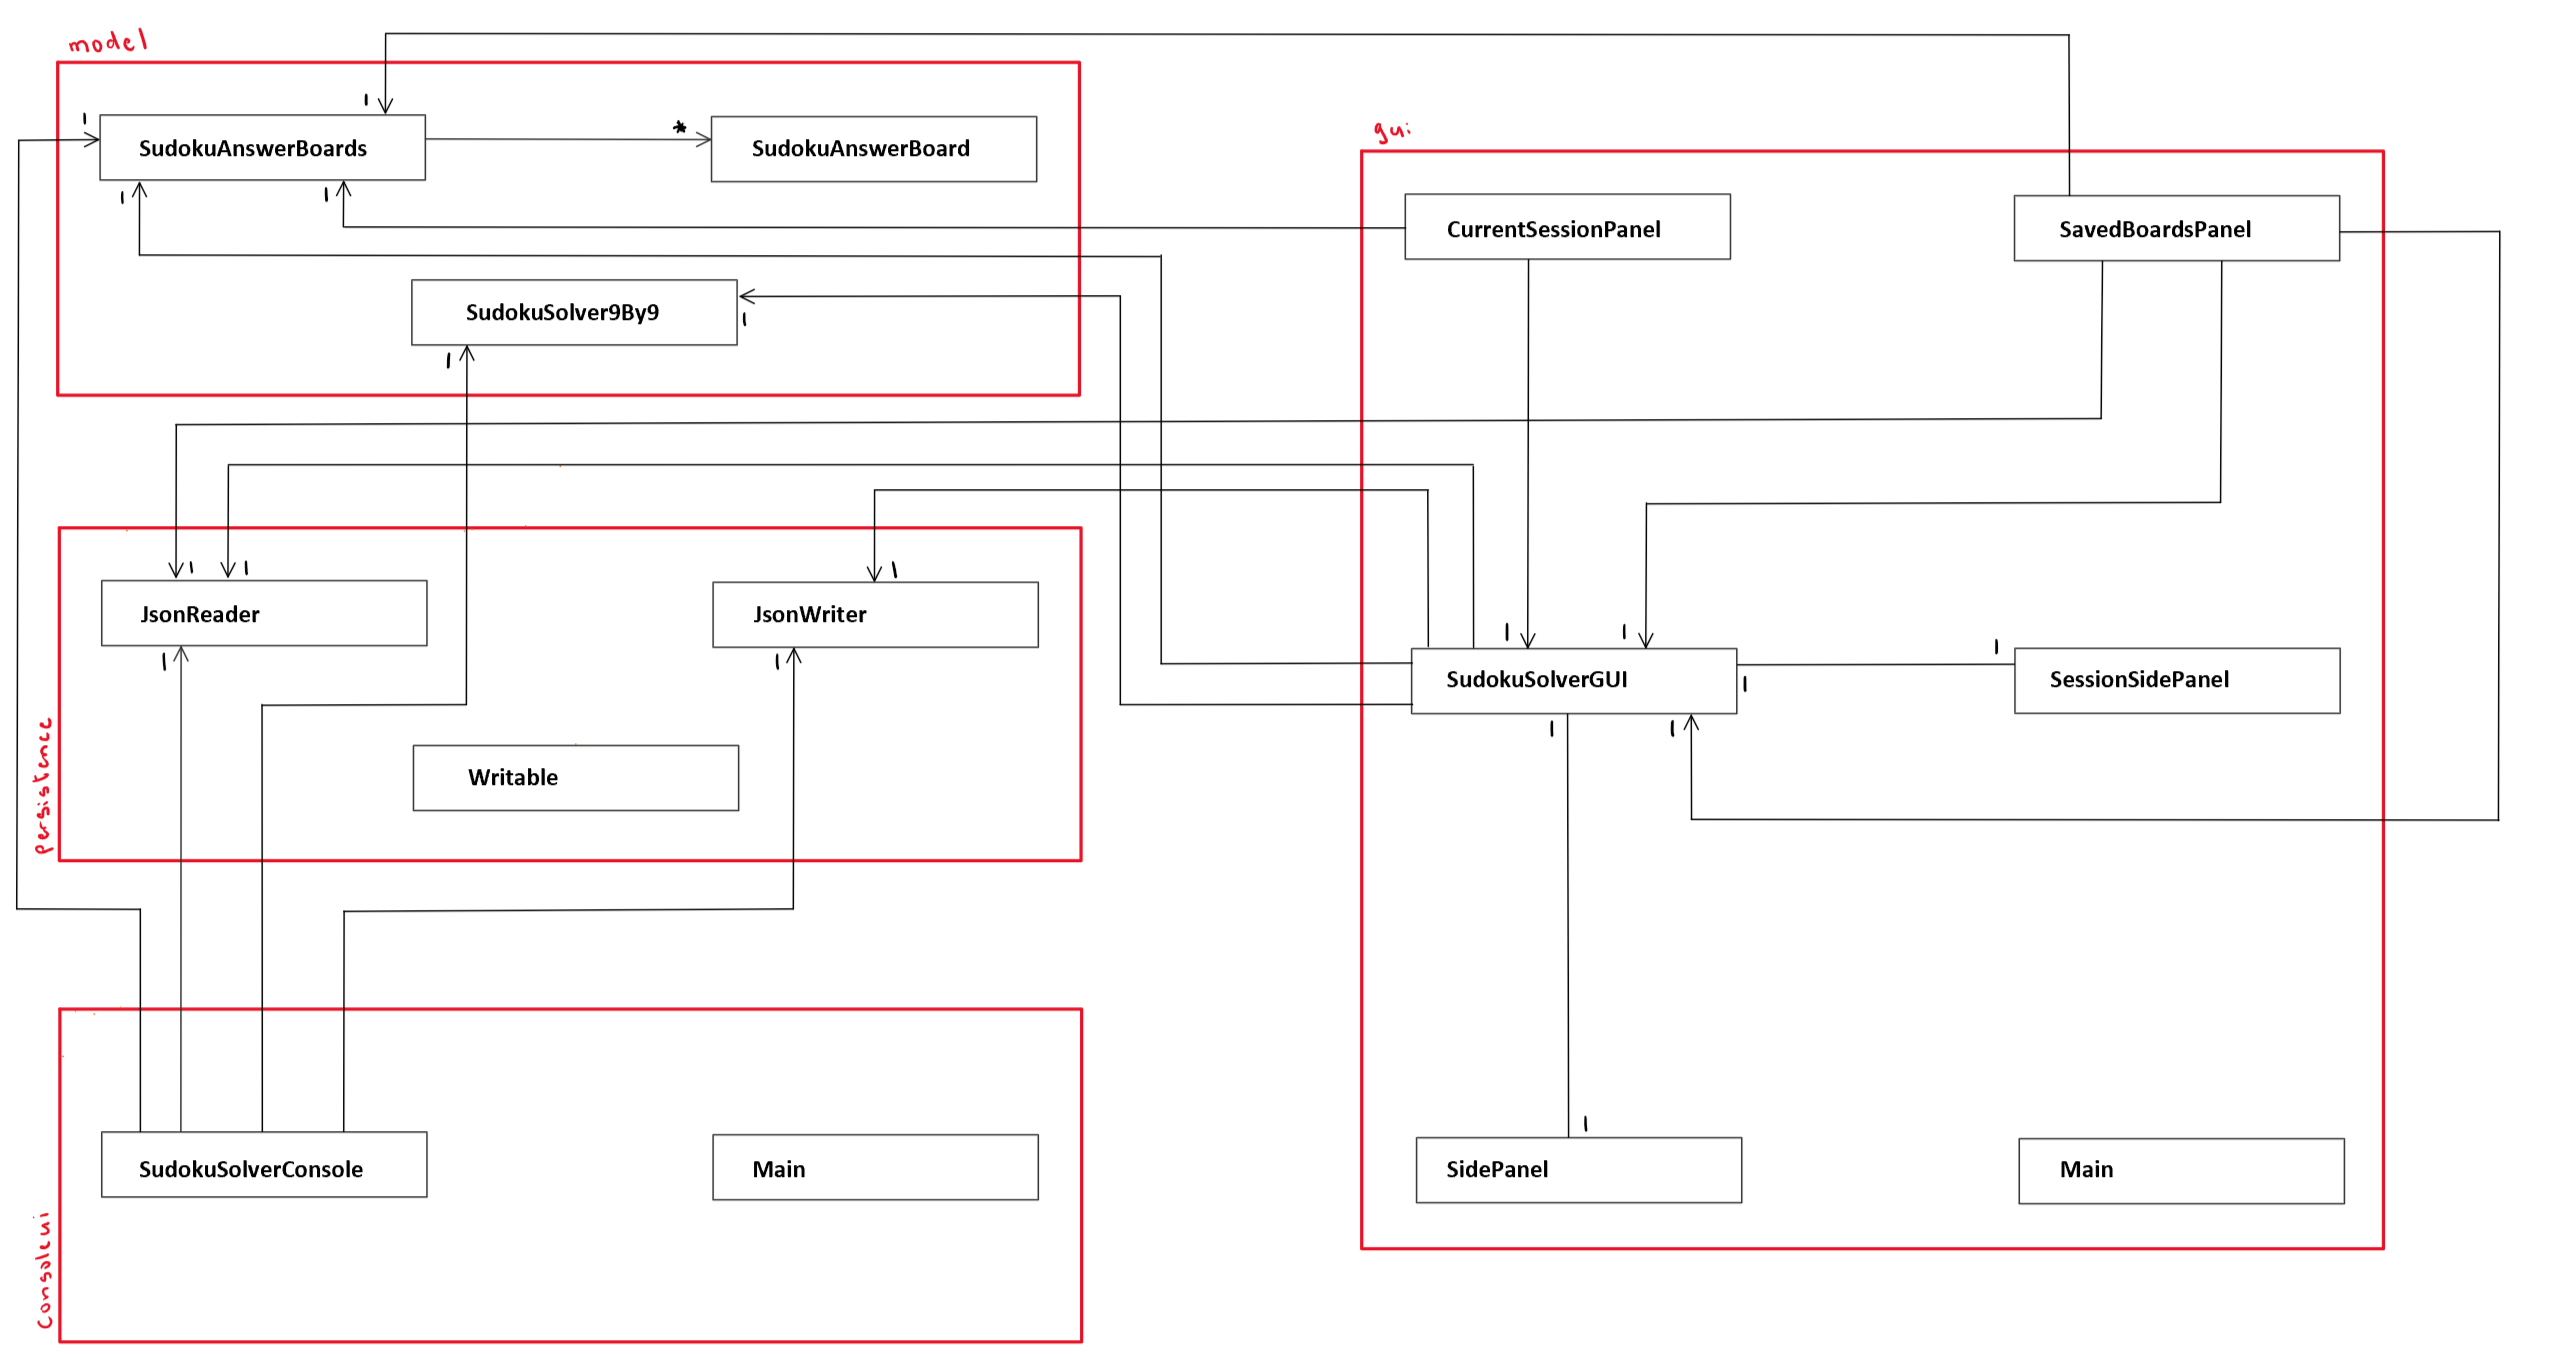 model
1
1
*
SudokuAnswerBoards
SudokuAnswerBoard
1
1
SudokuSolver9By9
1
1
gui
CurrentSessionPanel
SavedBoardsPanel
1
1
1
JsonReader
JsonWriter
1
1
Writable
persistence
1
1
1
SudokuSolverGUI
SessionSidePanel
1
1
1
1
SidePanel
Main
SudokuSolverConsole
Main
Consoleui